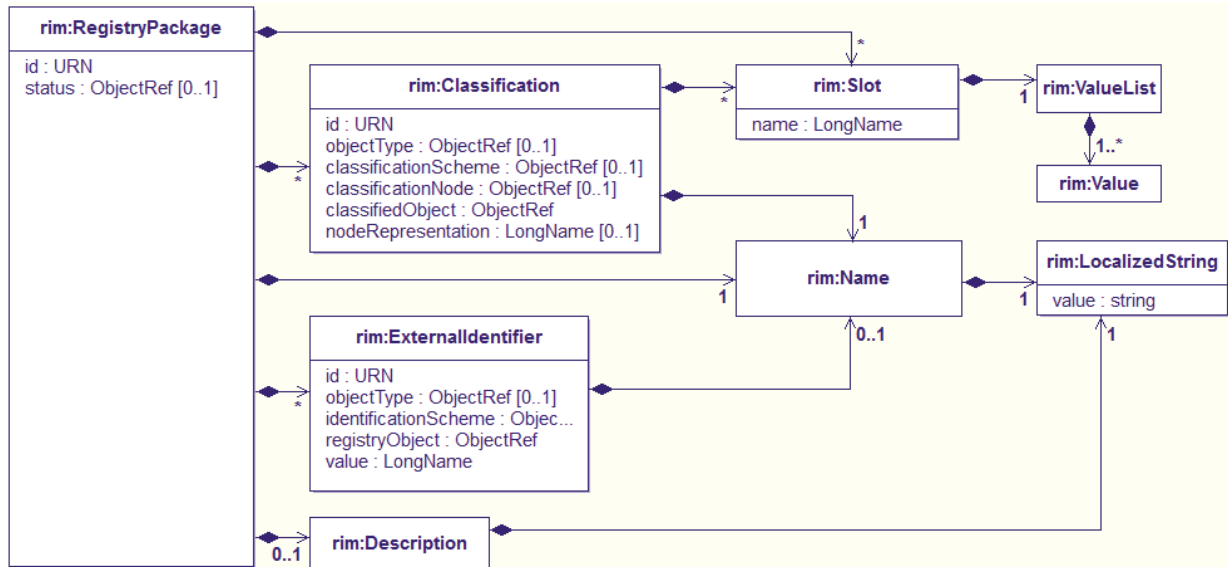 rim:RegistryPackage
id : URN
status : ObjectRef [0..1]
*
rim:Classification
id : URN
objectType : ObjectRef [0..1]
classificationScheme : ObjectRef [0..1]
classificationNode : ObjectRef [0..1]
classifiedObject : ObjectRef
nodeRepresentation : LongName [0..1]
*
*
rim:Slot
name : LongName
1
rim:ValueList
1..*
rim:Value
1
1
rim:Name
1
rim:LocalizedString
value : string
0..1
1
rim:ExternalIdentifier
id : URN
objectType : ObjectRef [0..1]
identificationScheme : Objec...
registryObject : ObjectRef
value : LongName
*
0..1
rim:Description